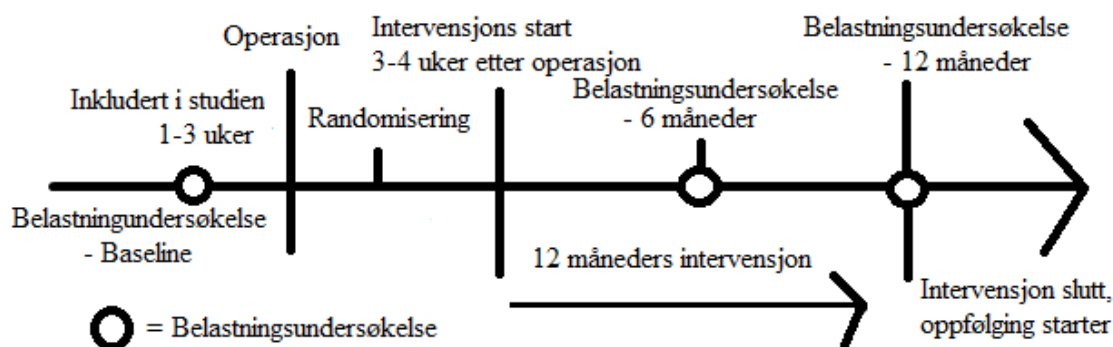 Operasjon
Inkludert i studien
1-3 uker
Randomisering
Intervensjons start
3-4 uker etter operasjon
Belastningsundersøkelse
- 6 måneder
Belastningsundersøkelse
- 12 måneder
Belastningundersøkelse
- Baseline
12 måneders intervensjon
Intervensjon slutt,
oppfølging starter
= Belastningsundersøkelse